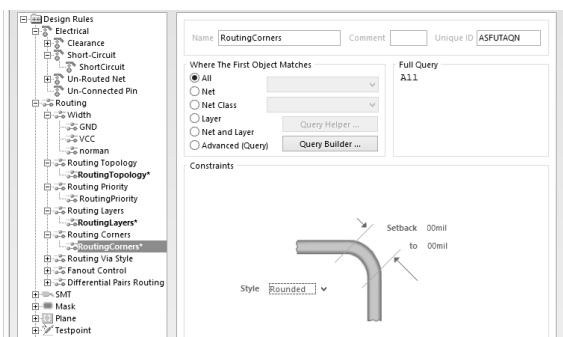 Design Rules
Electrical
Clearance
Short-Circuit
ShortCircuit
Un-Routed Net
Un-Connected Pin
Routing
Width
GND
VCC
norman
Routing Topology
RoutingTopology*
Routing Priority
RoutingPriority
Routing Layers
RoutingLayers*
Routing Corners
RoutingCorners*
Routing Via Style
Fanout Control
Differential Pairs Routing
SMT
Mask
Plane
Testpoint
Name RoutingCorners Comment Unique ID ASFUTAQN
Where The First Object Matches
All
Net
Net Class
Layer
Net and Layer
Advanced (Query)
Query Helper ...
Query Builder ...
Full Query
All
Constraints
Setback 00mil
to 00mil
Style Rounded